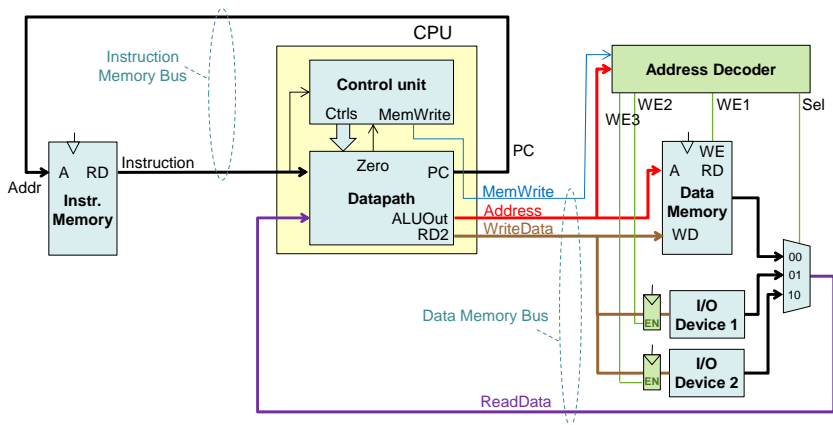 CPU
Instruction
Memory Bus
Control unit
Ctrls
MemWrite
Address Decoder
WE3
WE2
WE1
Sel
Addr
A
RD
Instr.
Memory
Instruction
Zero
PC
Datapath
ALUOut
RD2
PC
MemWrite
Address
WriteData
WE
A
RD
Data
Memory
WD
00
01
10
Data Memory Bus
EN
I/O
Device 1
EN
I/O
Device 2
ReadData